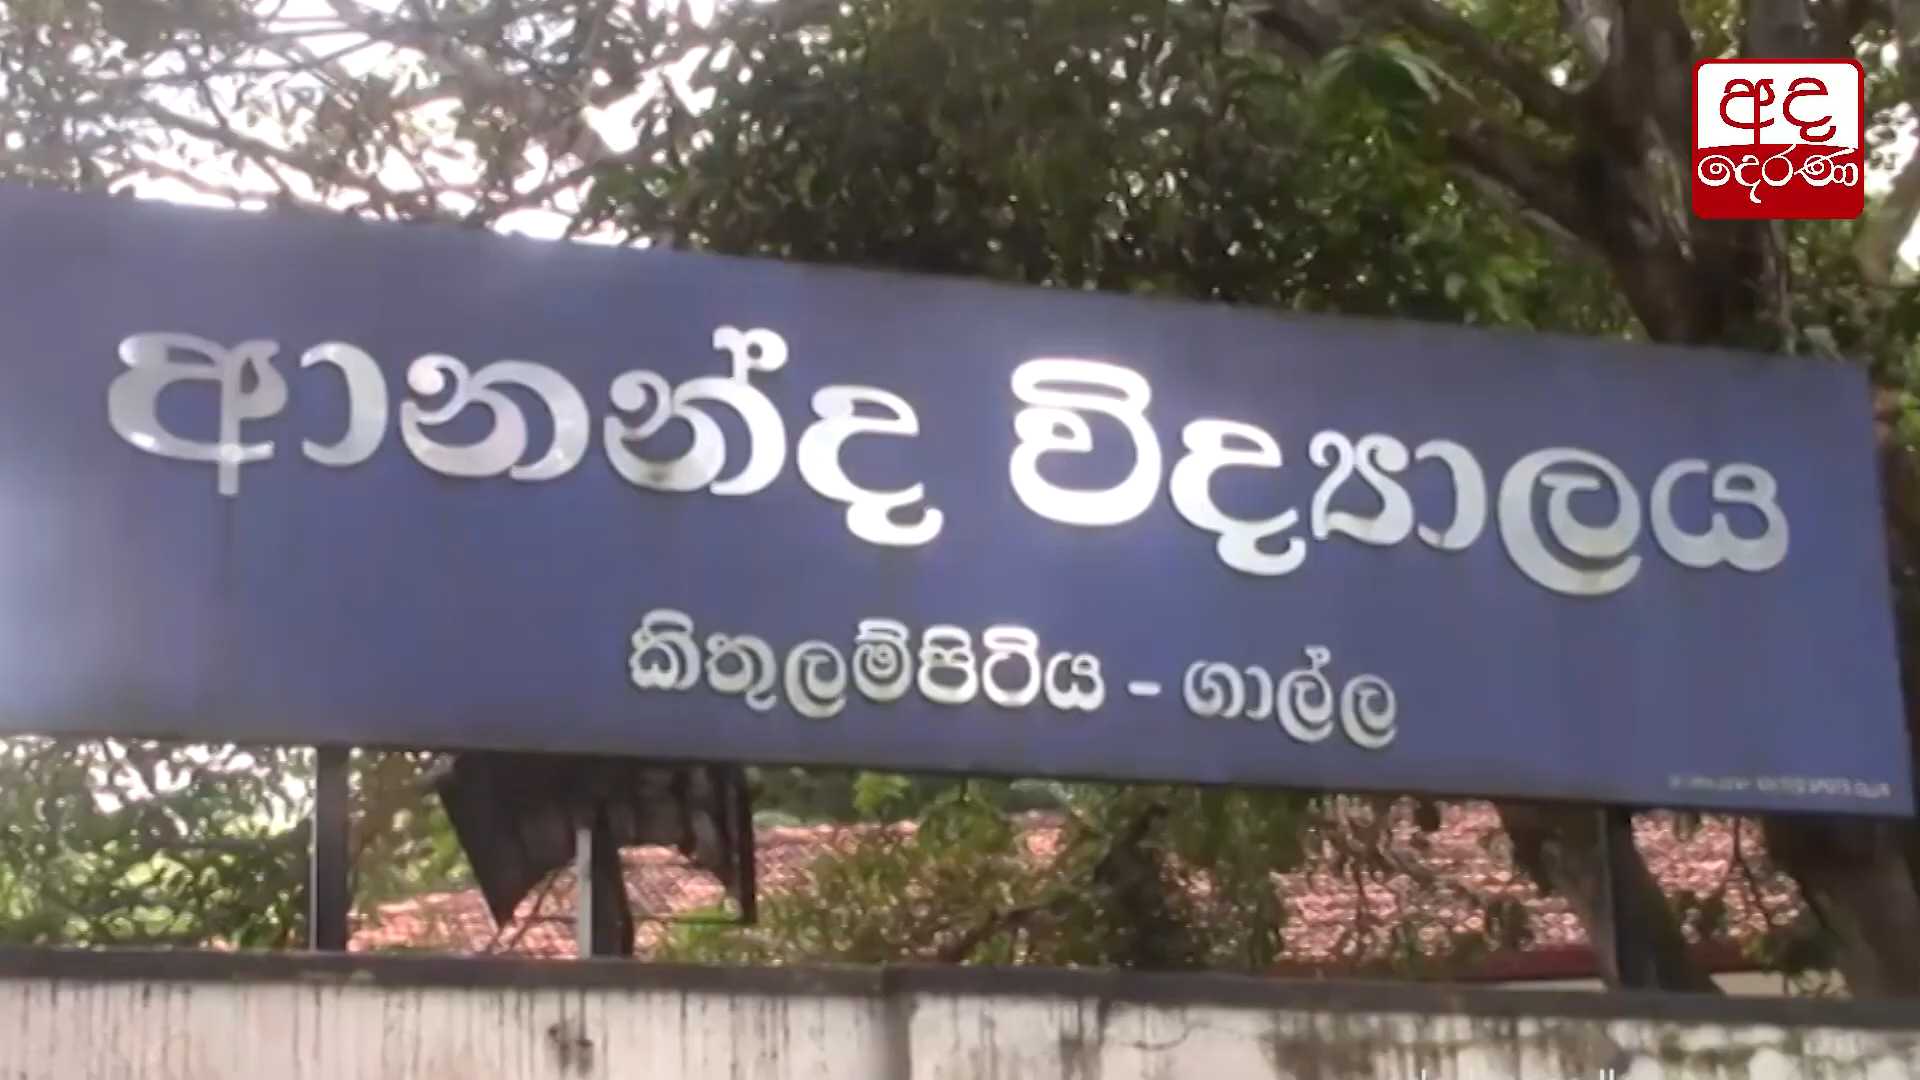 අද
දෙරණ
ආනන්ද විද්‍යාලය
කිතුලම්පිටිය - ගාල්ල